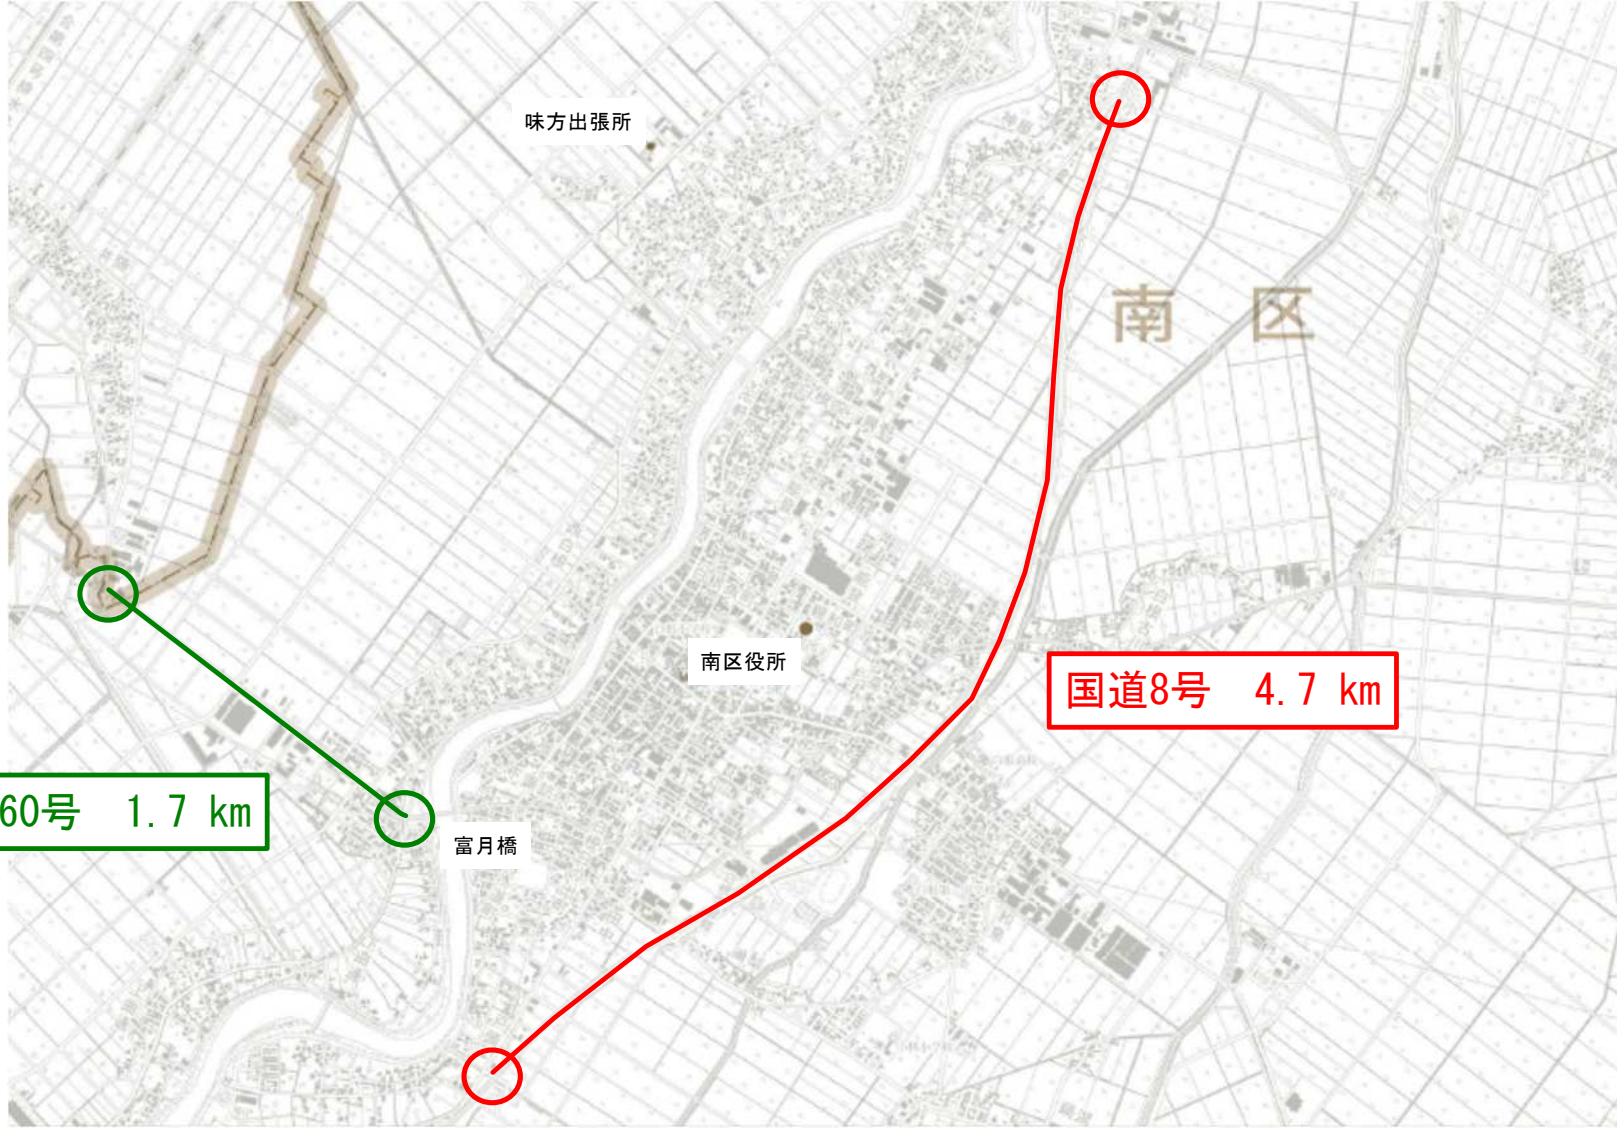 味方出張所
南　区
南区役所
国道8号　4.7 km
60号　1.7 km
富月橋